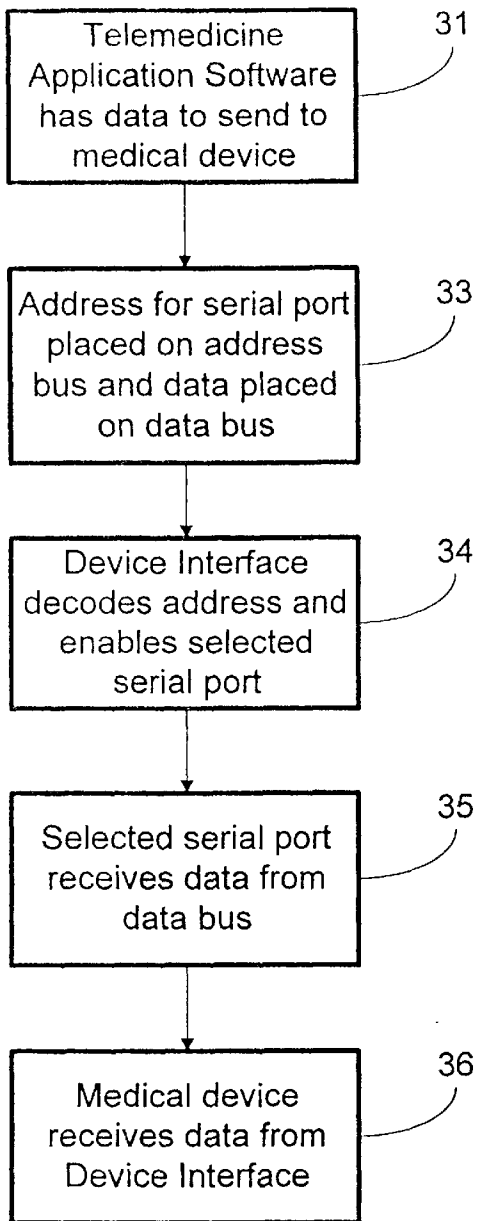 Telemedicine
Application Software
has data to send to
medical device
31
Address for serial port
placed on address
bus and data placed
on data bus
33
Device Interface
decodes address and
enables selected
serial port
34
Selected serial port
receives data from
data bus
35
Medical device
receives data from
Device Interface
36